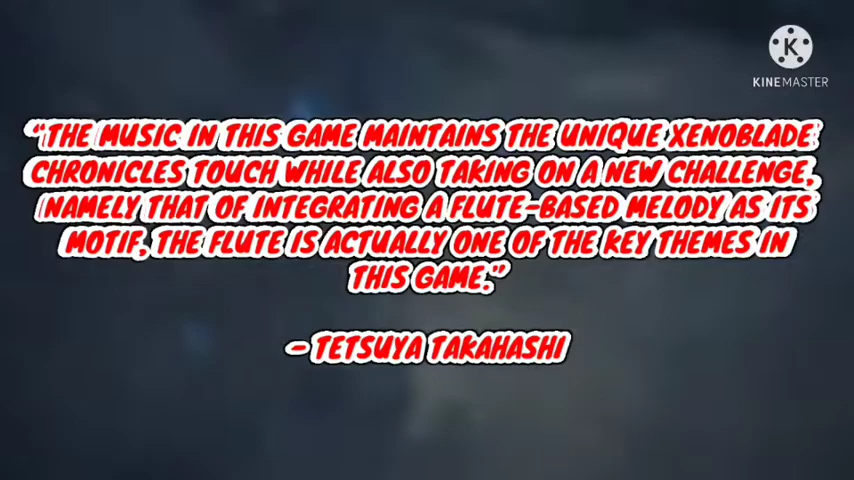 KINEMASTER
“THE MUSIC IN THIS GAME MAINTAINS THE UNIQUE XENOBLADE
CHRONICLES TOUCH WHILE ALSO TAKING ON A NEW CHALLENGE,
NAMELY THAT OF INTEGRATING A FLUTE-BASED MELODY AS ITS
MOTIF, THE FLUTE IS ACTUALLY ONE OF THE KEY THEMES IN
THIS GAME.”
- TETSUYA TAKAHASHI